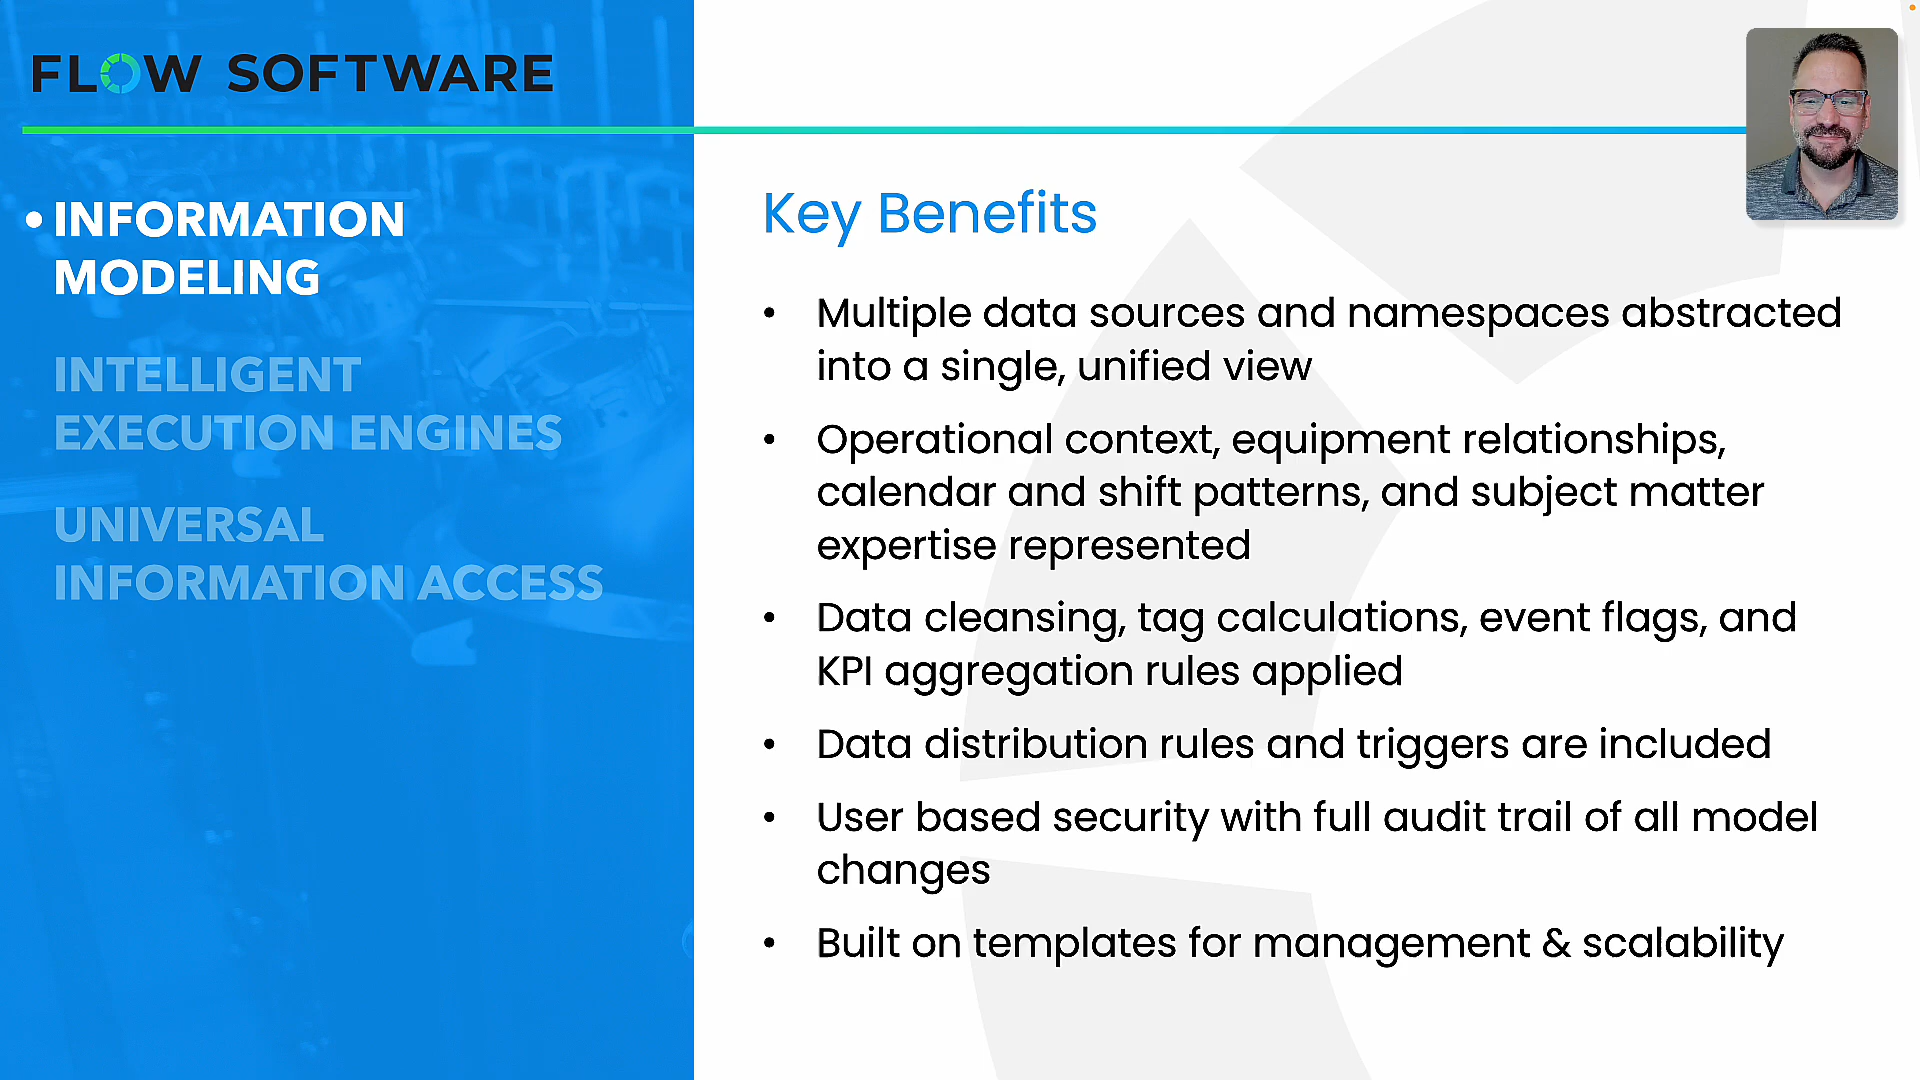 FLOW SOFTWARE
• INFORMATION
MODELING
INTELLIGENT
EXECUTION ENGINES
UNIVERSAL
INFORMATION ACCESS
Key Benefits
• Multiple data sources and namespaces abstracted
into a single, unified view
• Operational context, equipment relationships,
calendar and shift patterns, and subject matter
expertise represented
• Data cleansing, tag calculations, event flags, and
KPI aggregation rules applied
• Data distribution rules and triggers are included
• User based security with full audit trail of all model
changes
• Built on templates for management & scalability